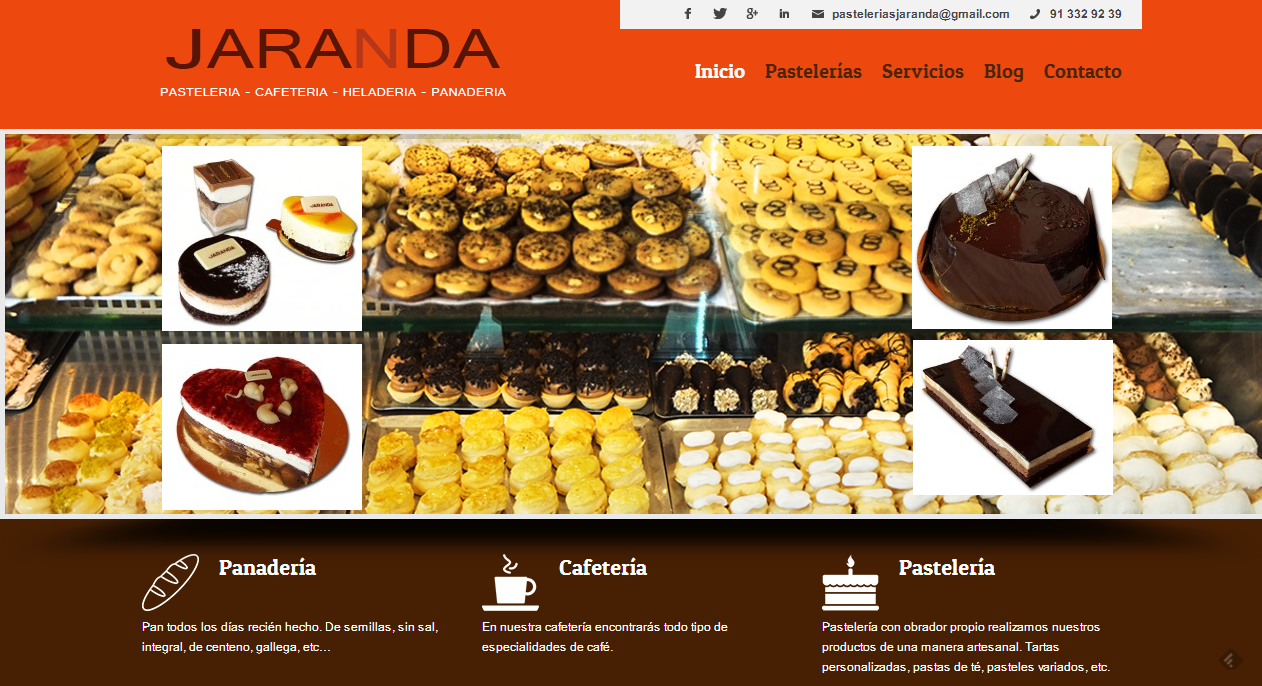 pasteleriasjaranda@gmail.com 91 332 92 39
JARANDA
PASTELERIA - CAFETERIA - HELADERIA - PANADERIA
Inicio Pastelerías Servicios Blog Contacto
JARANDA
JARANDA
JARANDA
Panadería
Pan todos los días recién hecho. De semillas, sin sal,
integral, de centeno, gallega, etc...
Cafetería
En nuestra cafetería encontrarás todo tipo de
especialidades de café.
Pastelería
Pastelería con obrador propio realizamos nuestros
productos de una manera artesanal. Tartas
personalizadas, pastas de té, pasteles variados, etc.